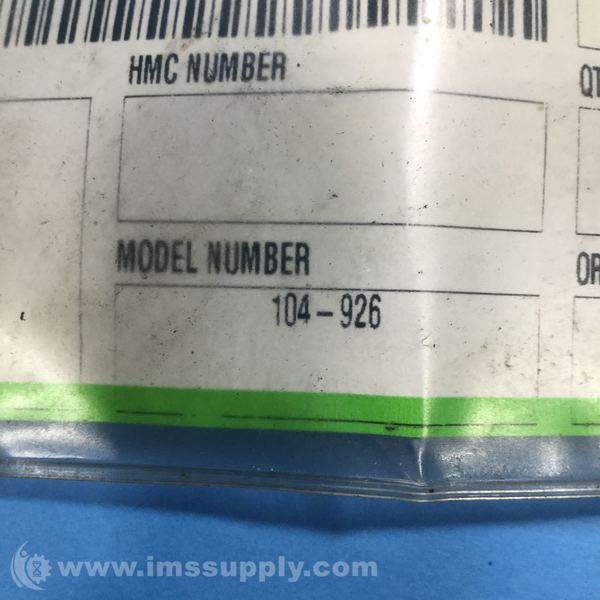 HMC NUMBER
QT
MODEL NUMBER
OR
104-926
www.imssupply.com